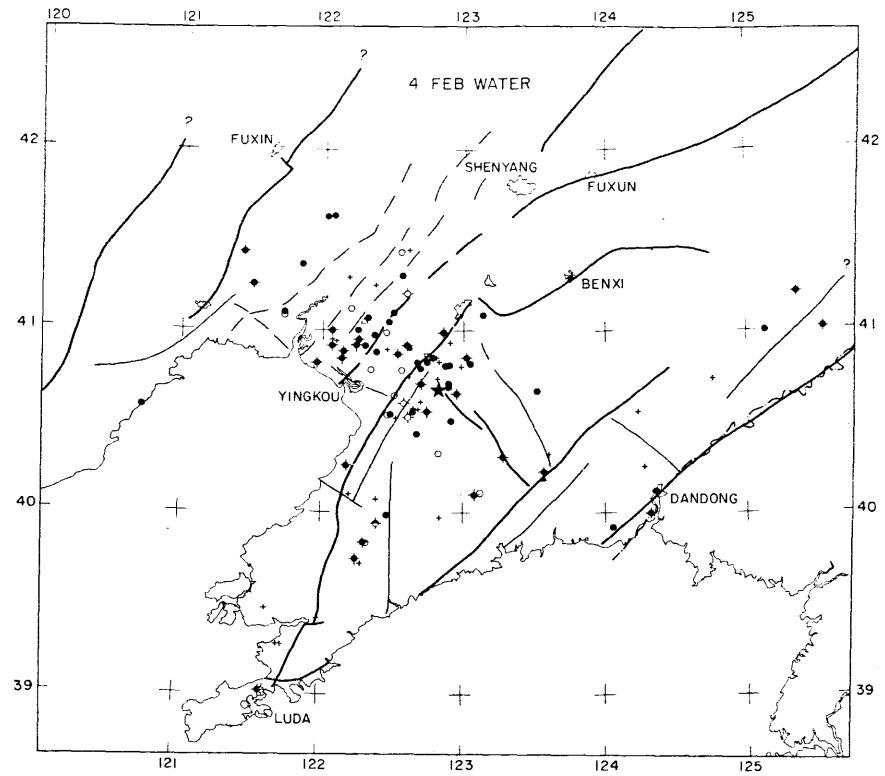 120 121 122 123 124 125
?
4 FEB WATER
?
42 42
FUXIN
SHENYANG
FUXUN
?
BENXI
41 41
YINGKOU
40 40
DANDONG
39 39
LUDA
121 122 123 124 125